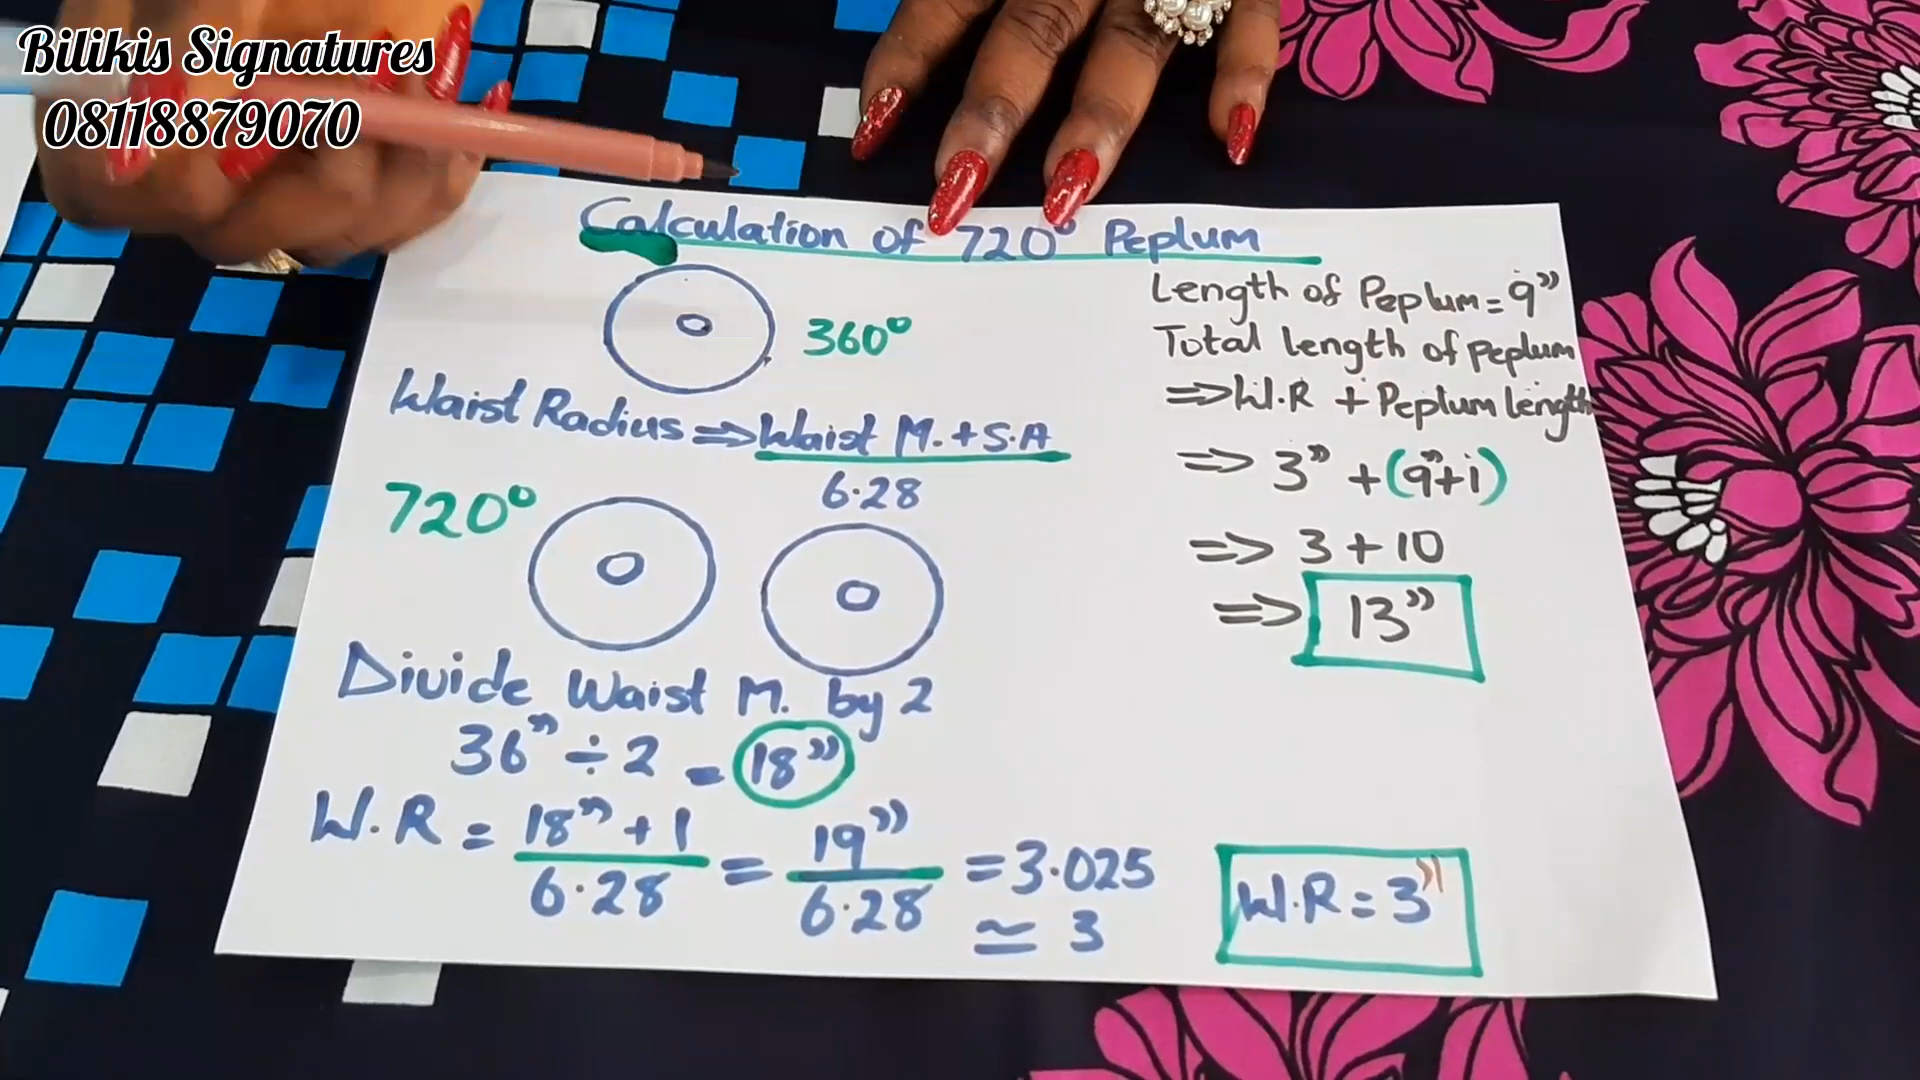 Bilikis Signatures
08118879070
Calculation of 720° Peplum
360°
Waist Radius => Waist M. + S.A
6.28
720°
Divide Waist M. by 2
36" ÷ 2 = 18"
W.R = 18" + 1 = 19" = 3.025
6.28 6.28 ≃ 3
Length of Peplum = 9"
Total length of peplum
=> W.R + Peplum length
=> 3" + (9" + 1)
=> 3 + 10
=> 13"
W.R = 3"